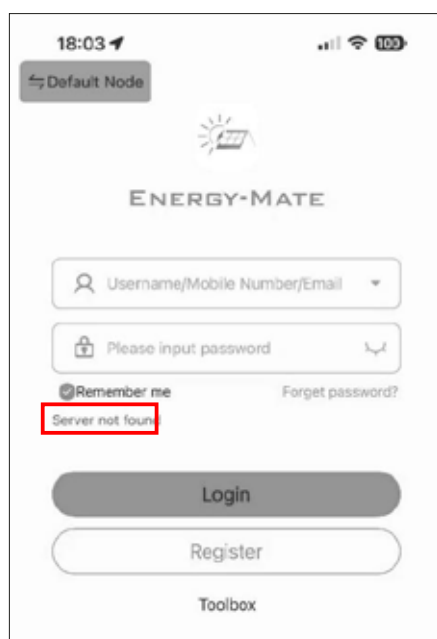 18:03
100
Default Node
ENERGY-MATE
Username/Mobile Number/Email
Please input password
Remember me Forget password?
Server not found
Login
Register
Toolbox